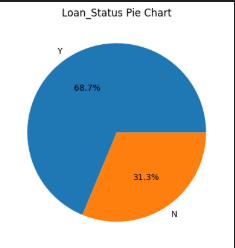 Loan_Status Pie Chart
Y
68.7%
31.3%
N